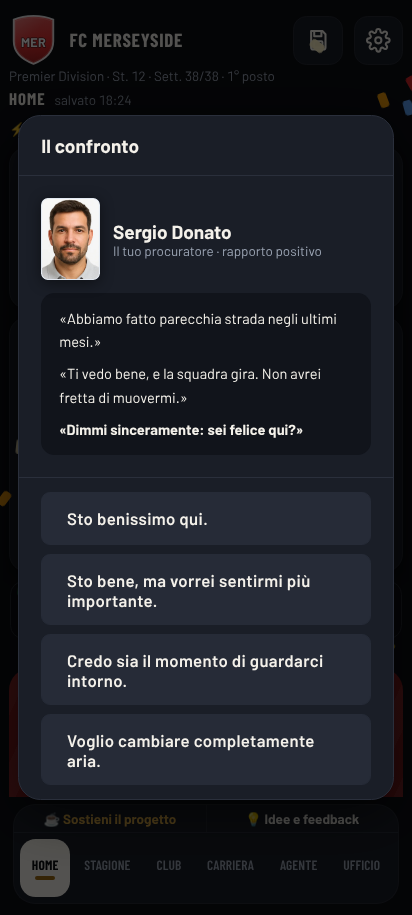 MER
FC MERSEYSIDE
Premier Division · St. 12 · Sett. 38/38 · 1° posto
HOME salvato 18:24
Il confronto
Sergio Donato
Il tuo procuratore · rapporto positivo
«Abbiamo fatto parecchia strada negli ultimi
mesi.»
«Ti vedo bene, e la squadra gira. Non avrei
fretta di muovermi.»
«Dimmi sinceramente: sei felice qui?»
Sto benissimo qui.
Sto bene, ma vorrei sentirmi più
importante.
Credo sia il momento di guardarci
intorno.
Voglio cambiare completamente
aria.
☕ Sostieni il progetto 💡 Idee e feedback
HOME STAGIONE CLUB CARRIERA AGENTE UFFICIO